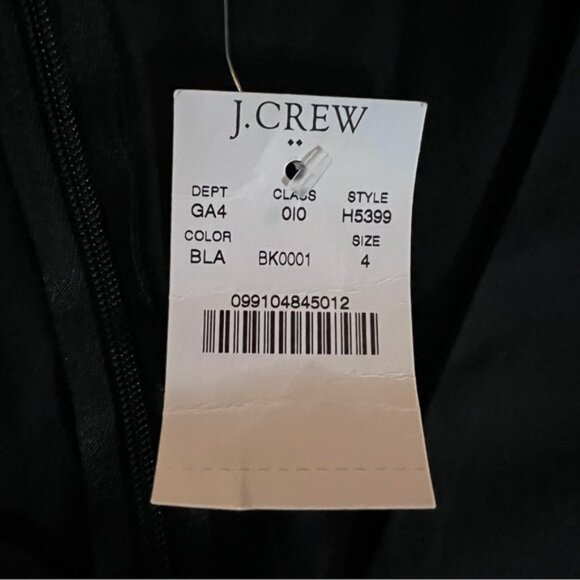 J.CREW
DEPT CLASS STYLE
GA4 010 H5399
COLOR SIZE
BLA BK0001 4
099104845012